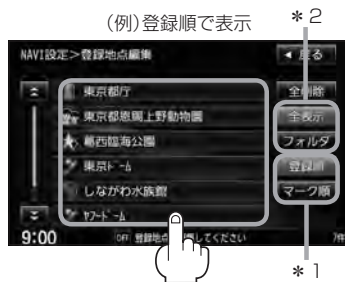 (例)登録順で表示
*2
NAVI設定>登録地点編集
戻る
東京都庁
全削除
東京都恩賜上野動物園
全表示
葛西臨海公園
フォルダ
東京ドーム
登録順
しながわ水族館
マーク順
ヤフードーム
9:00
OFF 登録地点 してください
7件
*1